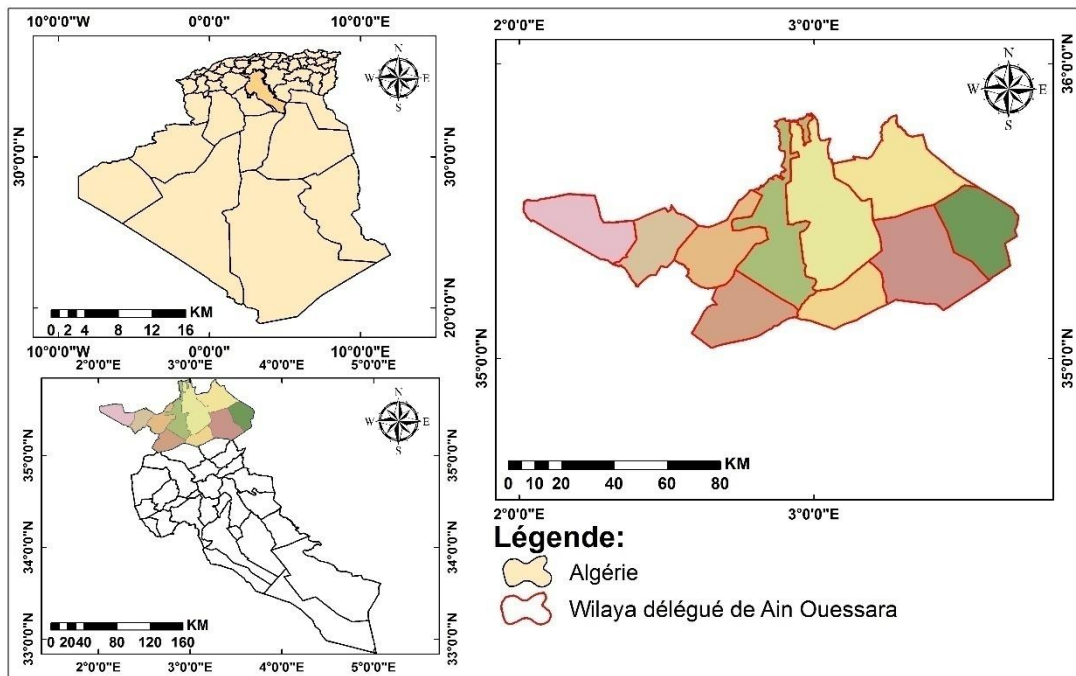 10°0'0"W 0°0'0" 10°0'0"E
N
W E
S
30°0'0"N
30°0'0"N
20°0'0"N
20°0'0"N
KM
0 2 4 8 12 16
10°0'0"W 0°0'0" 10°0'0"E
2°0'0"E 3°0'0"E 4°0'0"E 5°0'0"E
N
W E
S
35°0'0"N
35°0'0"N
34°0'0"N
34°0'0"N
33°0'0"N
33°0'0"N
KM
0 20 40 80 120 160
2°0'0"E 3°0'0"E 4°0'0"E 5°0'0"E
2°0'0"E 3°0'0"E
N
W E
S
36°0'0"N
35°0'0"N
35°0'0"N
KM
0 10 20 40 60 80
2°0'0"E 3°0'0"E
Légende:
Algérie
Wilaya délégué de Ain Ouessara